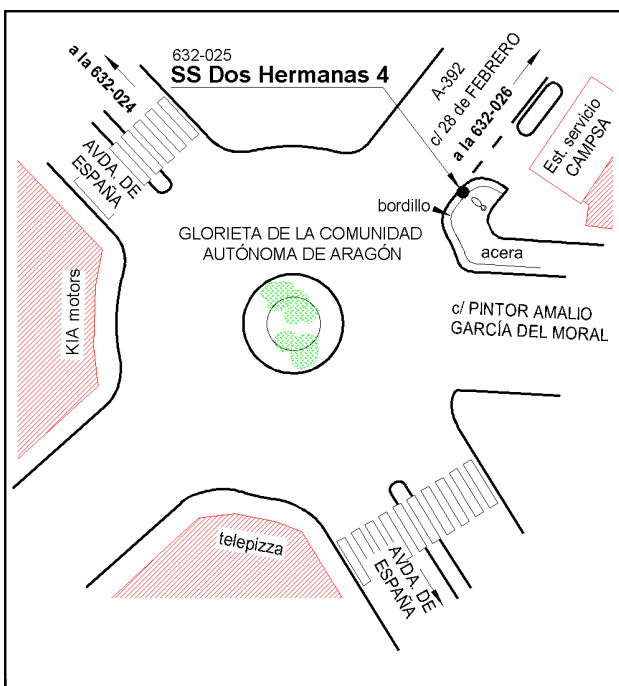 632-025
SS Dos Hermanas 4
a la 632-024
A-392
c/ 28 de FEBRERO
a la 632-026
Est. servicio
CAMPSA
AVDA. DE
ESPAÑA
bordillo
acera
GLORIETA DE LA COMUNIDAD
AUTÓNOMA DE ARAGÓN
KIA motors
c/ PINTOR AMALIO
GARCÍA DEL MORAL
telepizza
AVDA. DE
ESPAÑA